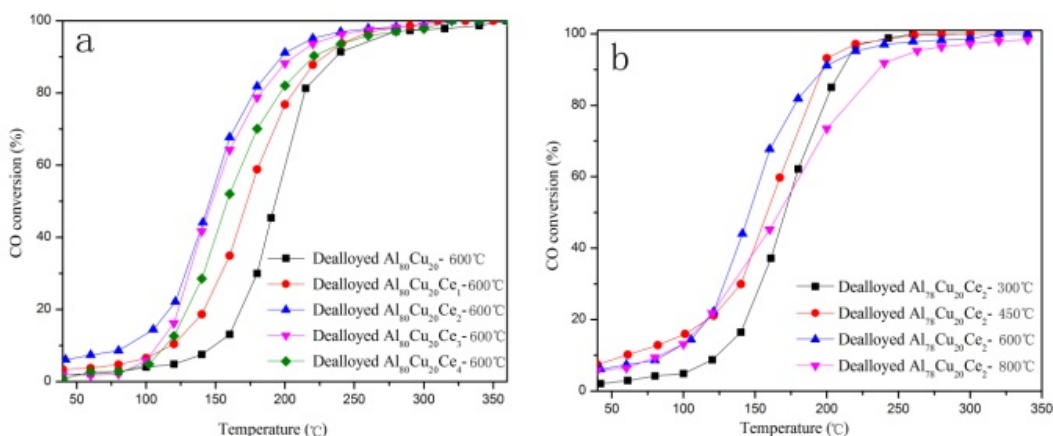 a
CO conversion (%)
100
80
60
40
20
0
50
100
150
200
250
300
350
Temperature (℃)
Dealloyed Al₈₀Cu₂₀- 600℃
Dealloyed Al₈₀Cu₂₀Ce₁-600℃
Dealloyed Al₈₀Cu₂₀Ce₂-600℃
Dealloyed Al₈₀Cu₂₀Ce₃-600℃
Dealloyed Al₈₀Cu₂₀Ce₄-600℃
b
CO conversion (%)
100
80
60
40
20
0
50
100
150
200
250
300
350
Temperature (℃)
Dealloyed Al₇₈Cu₂₀Ce₂- 300℃
Dealloyed Al₇₈Cu₂₀Ce₂- 450℃
Dealloyed Al₇₈Cu₂₀Ce₂- 600℃
Dealloyed Al₇₈Cu₂₀Ce₂- 800℃